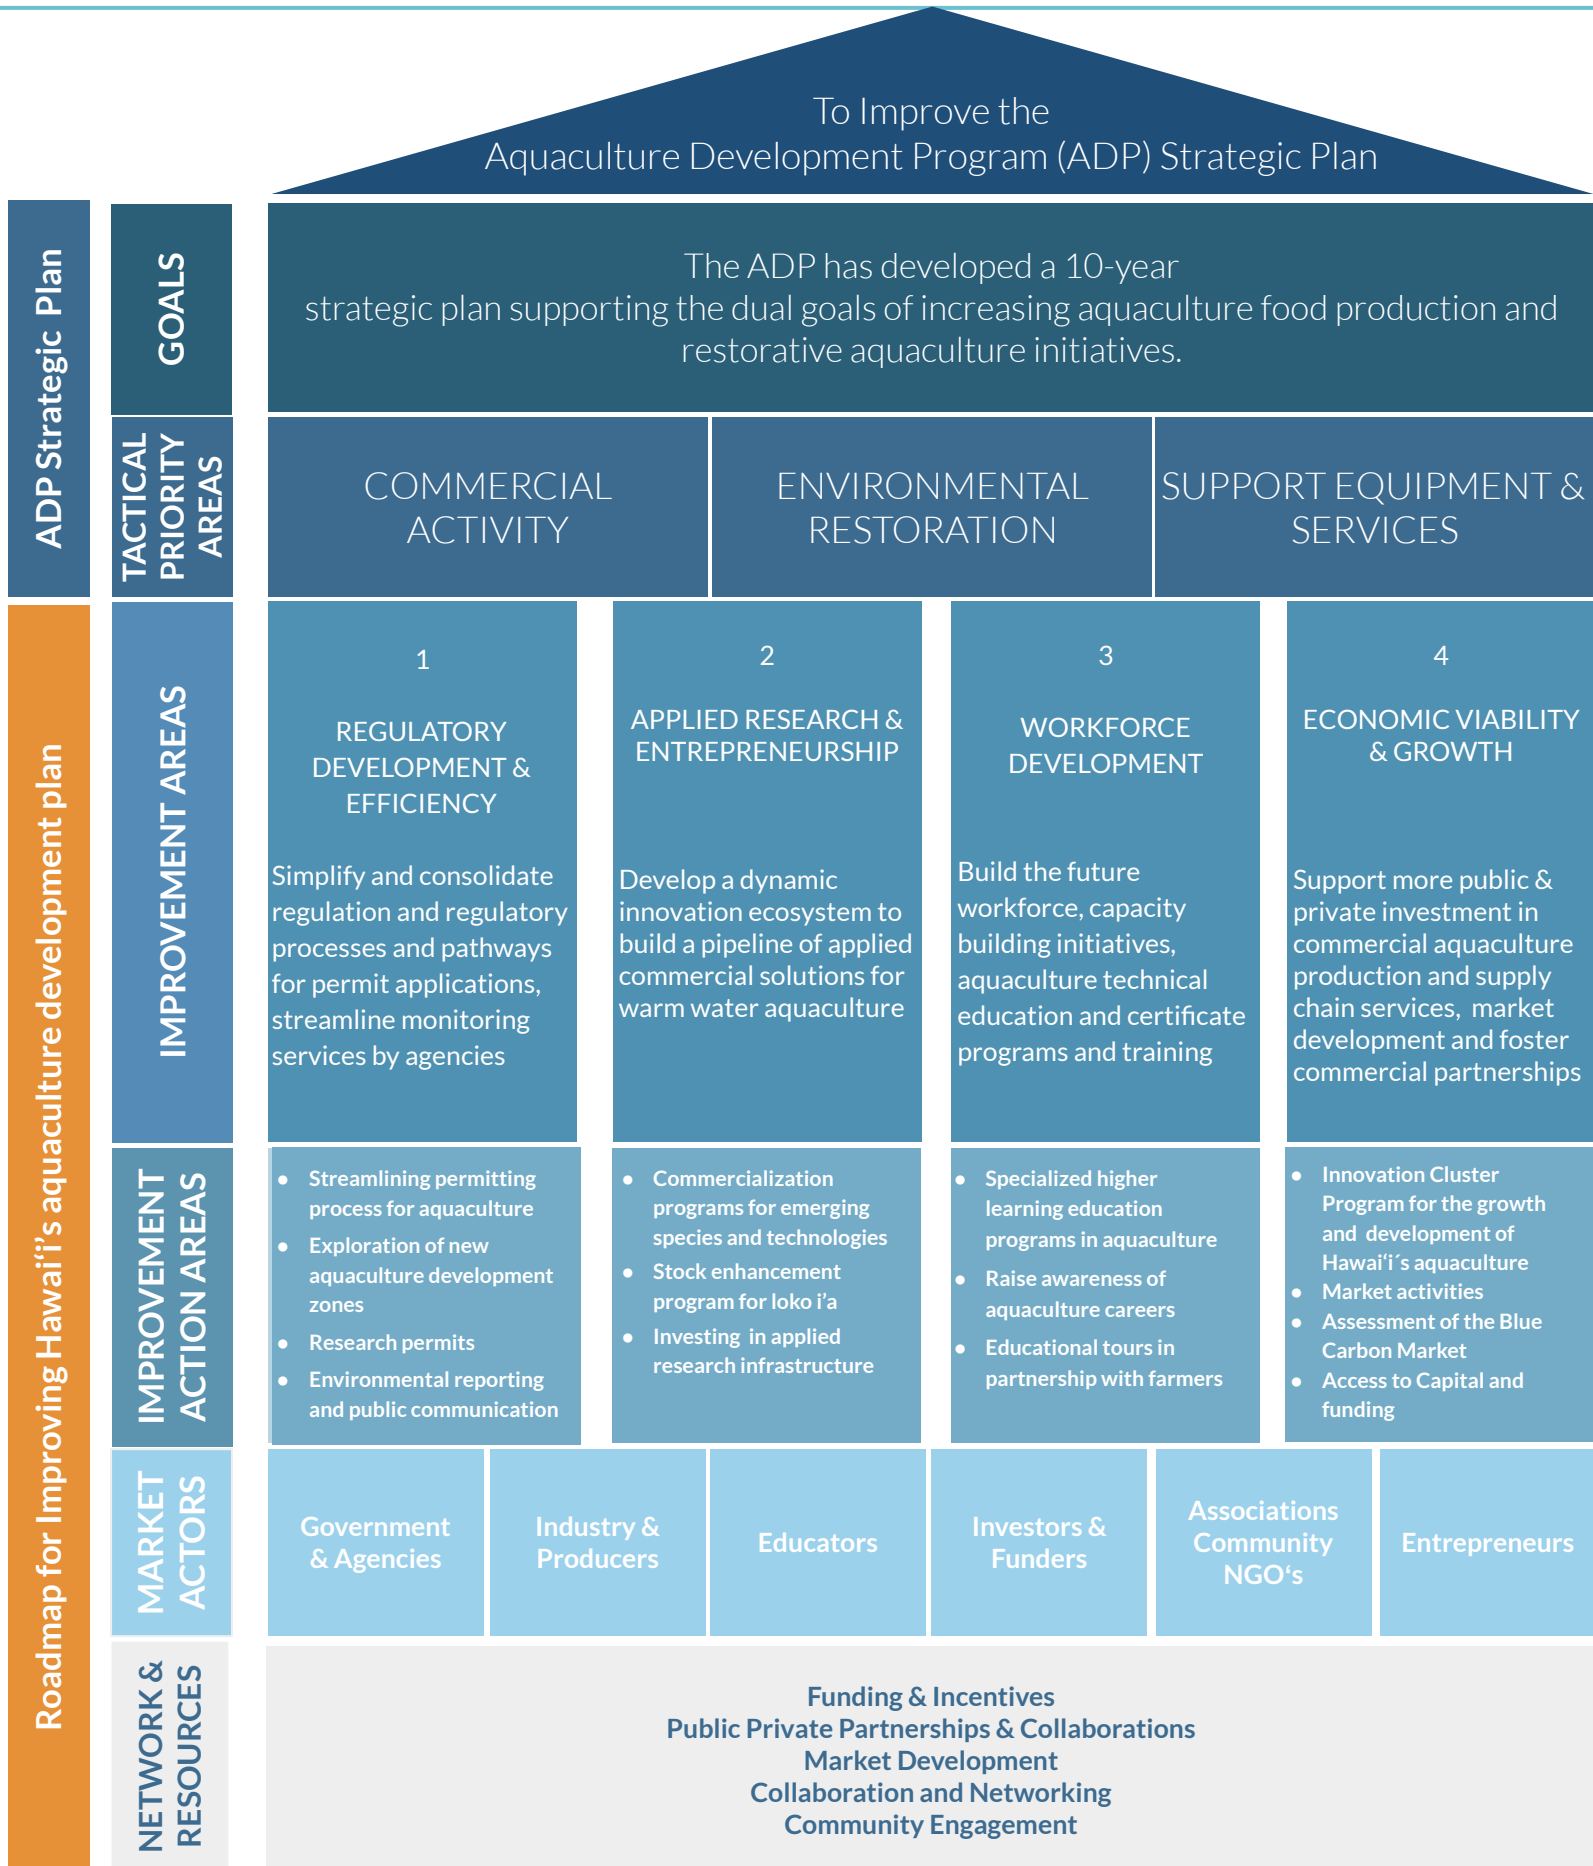 To Improve the
Aquaculture Development Program (ADP) Strategic Plan
ADP Strategic Plan
GOALS
The ADP has developed a 10-year
strategic plan supporting the dual goals of increasing aquaculture food production and
restorative aquaculture initiatives.
TACTICAL
PRIORITY
AREAS
COMMERCIAL
ACTIVITY
ENVIRONMENTAL
RESTORATION
SUPPORT EQUIPMENT &
SERVICES
Roadmap for Improving Hawai‘i’s aquaculture development plan
IMPROVEMENT AREAS
1
REGULATORY
DEVELOPMENT &
EFFICIENCY
Simplify and consolidate
regulation and regulatory
processes and pathways
for permit applications,
streamline monitoring
services by agencies
2
APPLIED RESEARCH &
ENTREPRENEURSHIP
Develop a dynamic
innovation ecosystem to
build a pipeline of applied
commercial solutions for
warm water aquaculture
3
WORKFORCE
DEVELOPMENT
Build the future
workforce, capacity
building initiatives,
aquaculture technical
education and certificate
programs and training
4
ECONOMIC VIABILITY
& GROWTH
Support more public &
private investment in
commercial aquaculture
production and supply
chain services, market
development and foster
commercial partnerships
IMPROVEMENT
ACTION AREAS
● Streamlining permitting
process for aquaculture
● Exploration of new
aquaculture development
zones
● Research permits
● Environmental reporting
and public communication
● Commercialization
programs for emerging
species and technologies
● Stock enhancement
program for loko i’a
● Investing in applied
research infrastructure
● Specialized higher
learning education
programs in aquaculture
● Raise awareness of
aquaculture careers
● Educational tours in
partnership with farmers
● Innovation Cluster
Program for the growth
and development of
Hawai‘i´s aquaculture
● Market activities
● Assessment of the Blue
Carbon Market
● Access to Capital and
funding
MARKET
ACTORS
Government
& Agencies
Industry &
Producers
Educators
Investors &
Funders
Associations
Community
NGO‘s
Entrepreneurs
NETWORK &
RESOURCES
Funding & Incentives
Public Private Partnerships & Collaborations
Market Development
Collaboration and Networking
Community Engagement